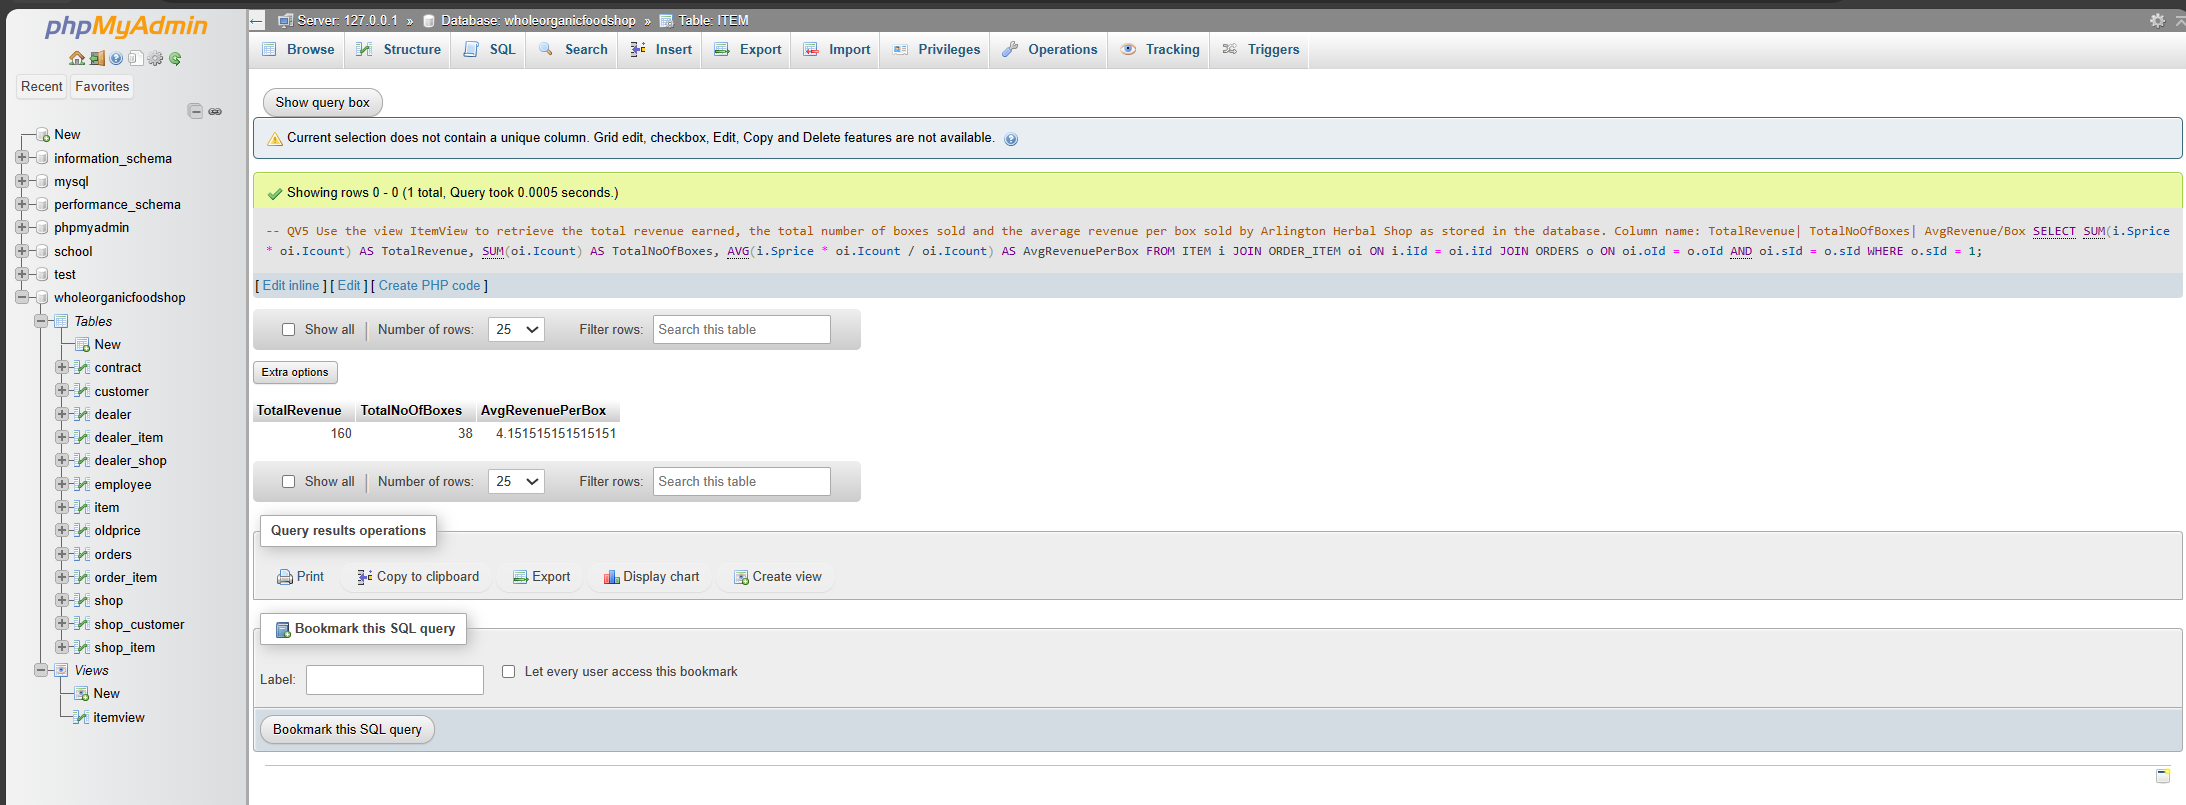 phpMyAdmin
Recent Favorites
New
information_schema
mysql
performance_schema
phpmyadmin
school
test
wholeorganicfoodshop
Tables
New
contract
customer
dealer
dealer_item
dealer_shop
employee
item
oldprice
orders
order_item
shop
shop_customer
shop_item
Views
New
itemview
Server: 127.0.0.1 » Database: wholeorganicfoodshop » Table: ITEM
Browse Structure SQL Search Insert Export Import Privileges Operations Tracking Triggers
Show query box
Current selection does not contain a unique column. Grid edit, checkbox, Edit, Copy and Delete features are not available.
Showing rows 0 - 0 (1 total, Query took 0.0005 seconds.)
-- QV5 Use the view ItemView to retrieve the total revenue earned, the total number of boxes sold and the average revenue per box sold by Arlington Herbal Shop as stored in the database. Column name: TotalRevenue| TotalNoOfBoxes| AvgRevenue/Box SELECT SUM(i.Sprice
* oi.Icount) AS TotalRevenue, SUM(oi.Icount) AS TotalNoOfBoxes, AVG(i.Sprice * oi.Icount / oi.Icount) AS AvgRevenuePerBox FROM ITEM i JOIN ORDER_ITEM oi ON i.iId = oi.iId JOIN ORDERS o ON oi.oId = o.oId AND oi.sId = o.sId WHERE o.sId = 1;
[ Edit inline ] [ Edit ] [ Create PHP code ]
Show all Number of rows: 25 Filter rows: Search this table
Extra options
TotalRevenue TotalNoOfBoxes AvgRevenuePerBox
160 38 4.151515151515151
Show all Number of rows: 25 Filter rows: Search this table
Query results operations
Print Copy to clipboard Export Display chart Create view
Bookmark this SQL query
Label: Let every user access this bookmark
Bookmark this SQL query